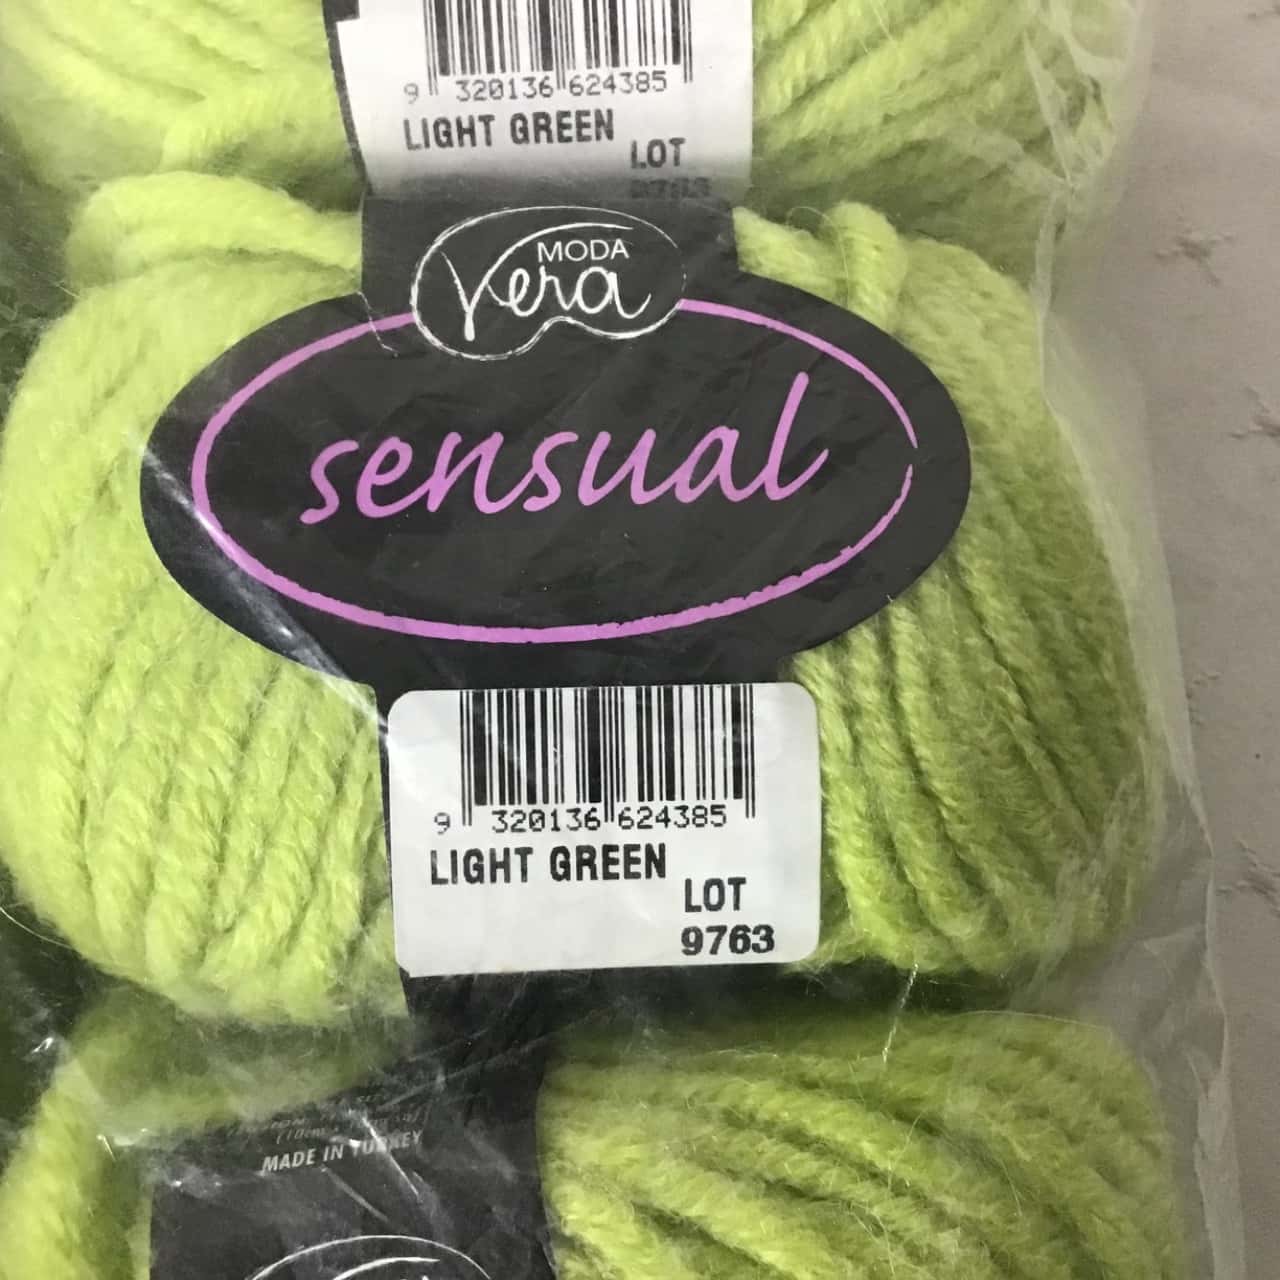 9 320136 624385
LIGHT GREEN
LOT
9763
MODA
Vera
sensual
9 320136 624385
LIGHT GREEN
LOT
9763
MADE IN TURKEY